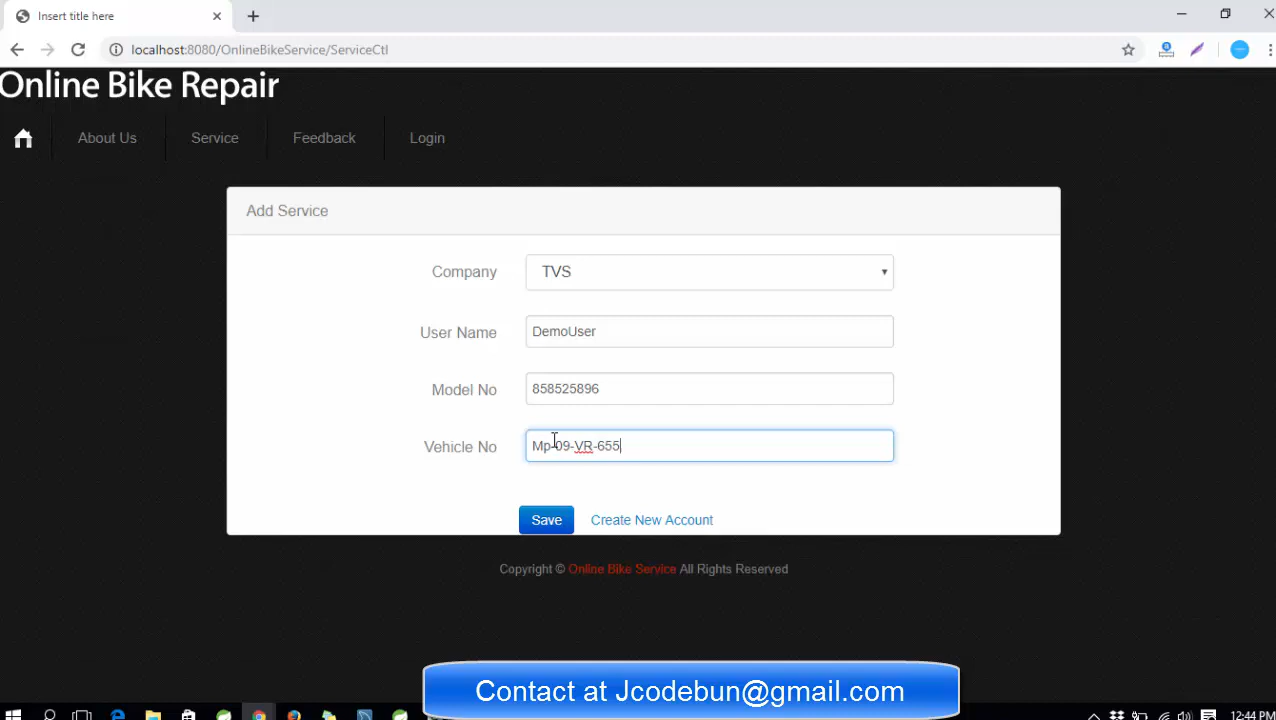 Insert title here
localhost:8080/OnlineBikeService/ServiceCtl
Online Bike Repair
About Us Service Feedback Login
Add Service
Company TVS
User Name DemoUser
Model No 858525896
Vehicle No Mp-09-VR-655
Save Create New Account
Copyright © Online Bike Service All Rights Reserved
Contact at Jcodebun@gmail.com
12:44 PM